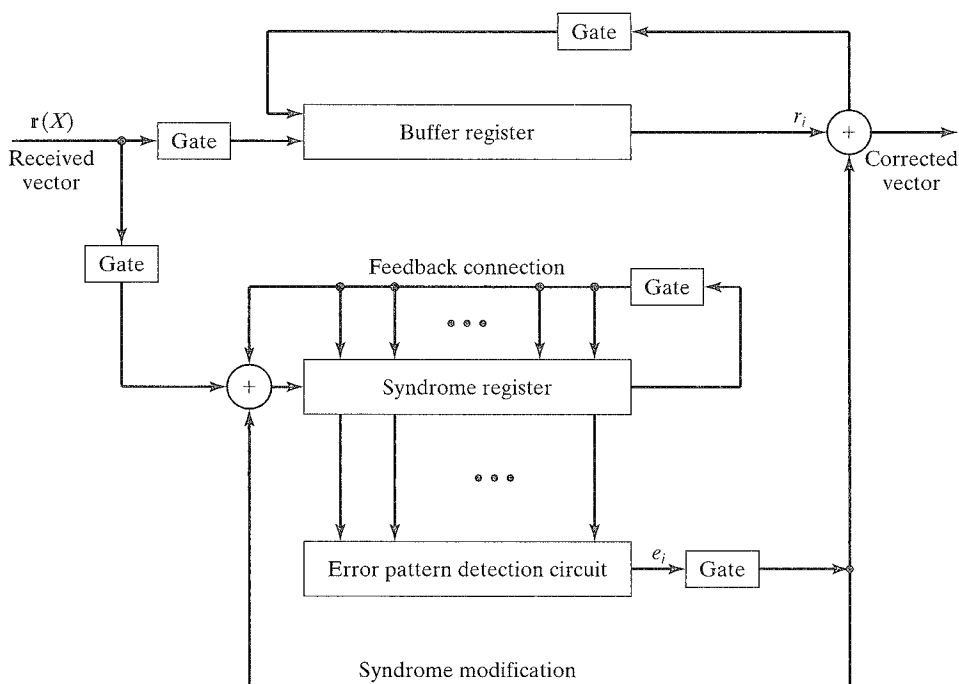 Gate
r(X)
Gate
Buffer register
r_i
+
Received
vector
Corrected
vector
Gate
Feedback connection
Gate
+
Syndrome register
Error pattern detection circuit
e_i
Gate
Syndrome modification